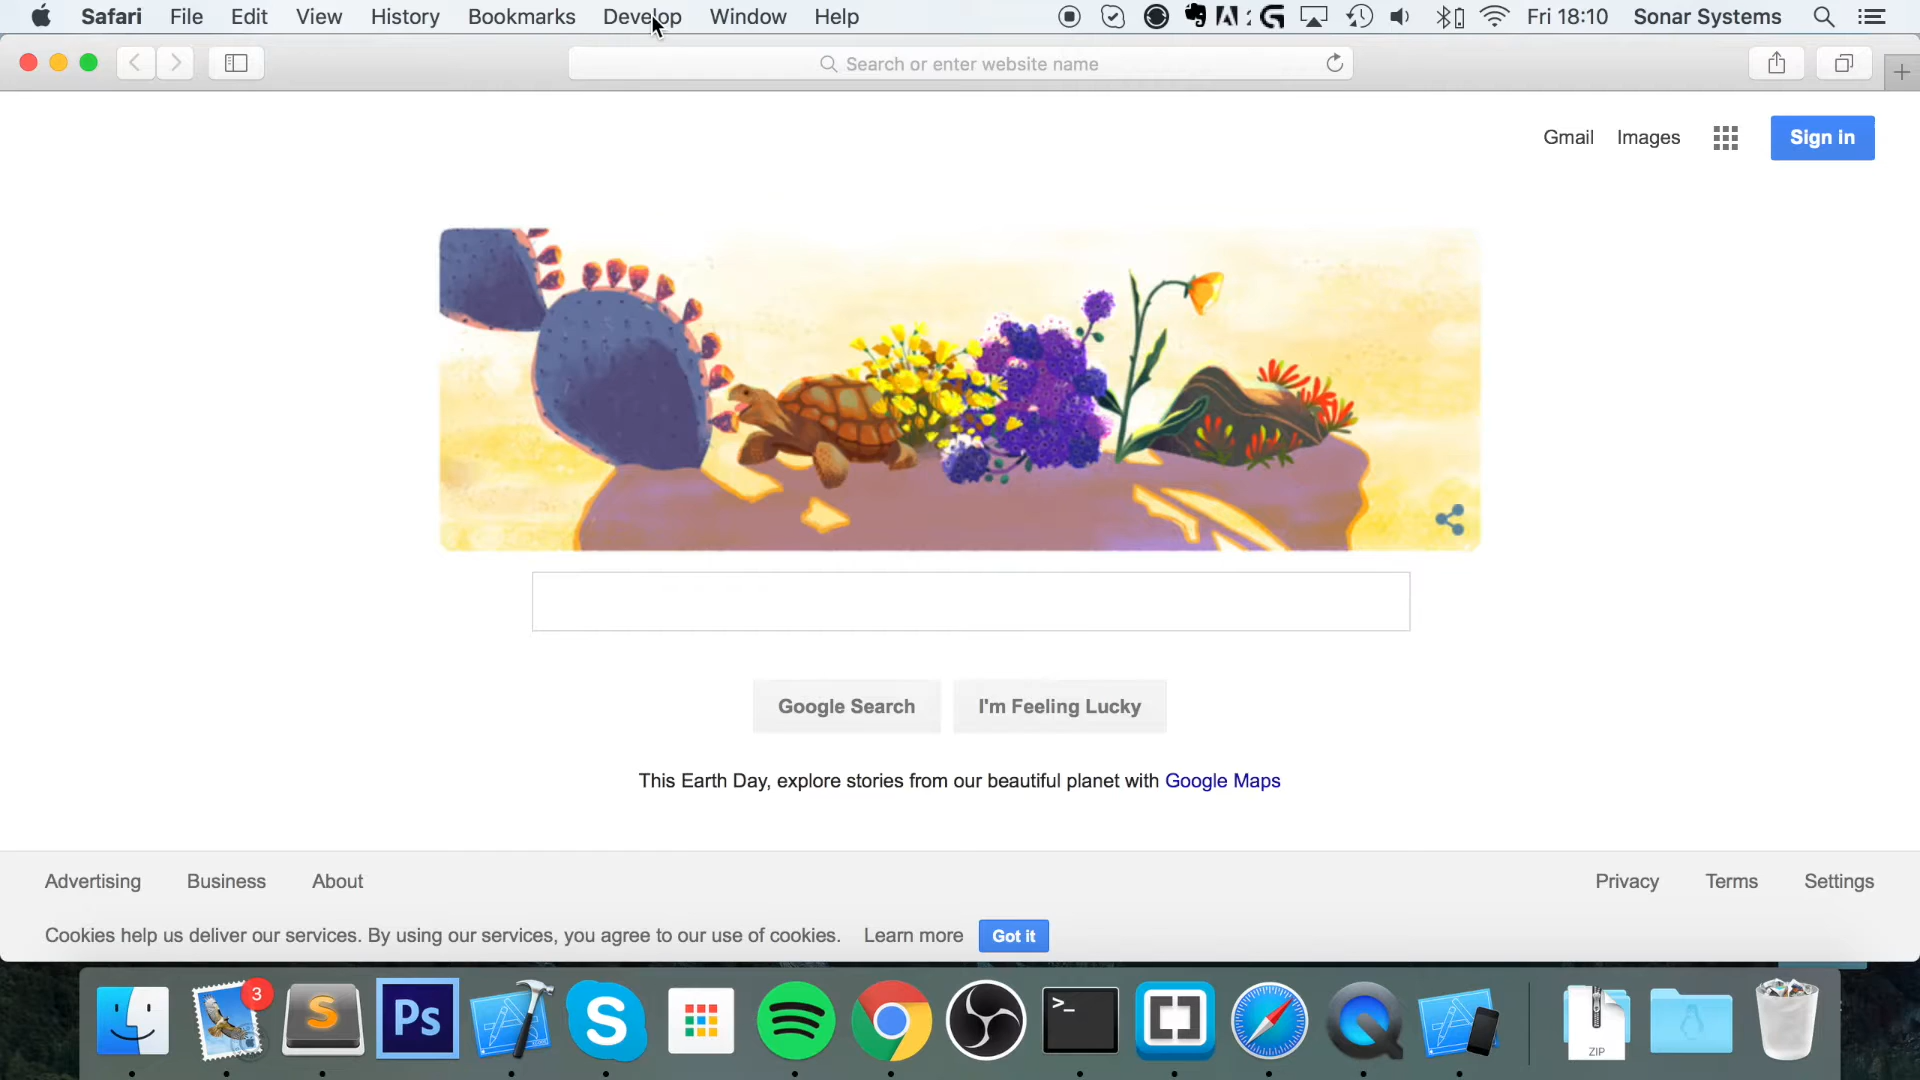 Safari File Edit View History Bookmarks Develop Window Help Fri 18:10 Sonar Systems
Search or enter website name
Gmail Images Sign in
Google Search I'm Feeling Lucky
This Earth Day, explore stories from our beautiful planet with Google Maps
Advertising Business About Privacy Terms Settings
Cookies help us deliver our services. By using our services, you agree to our use of cookies. Learn more Got it
3
S Ps S >_
ZIP